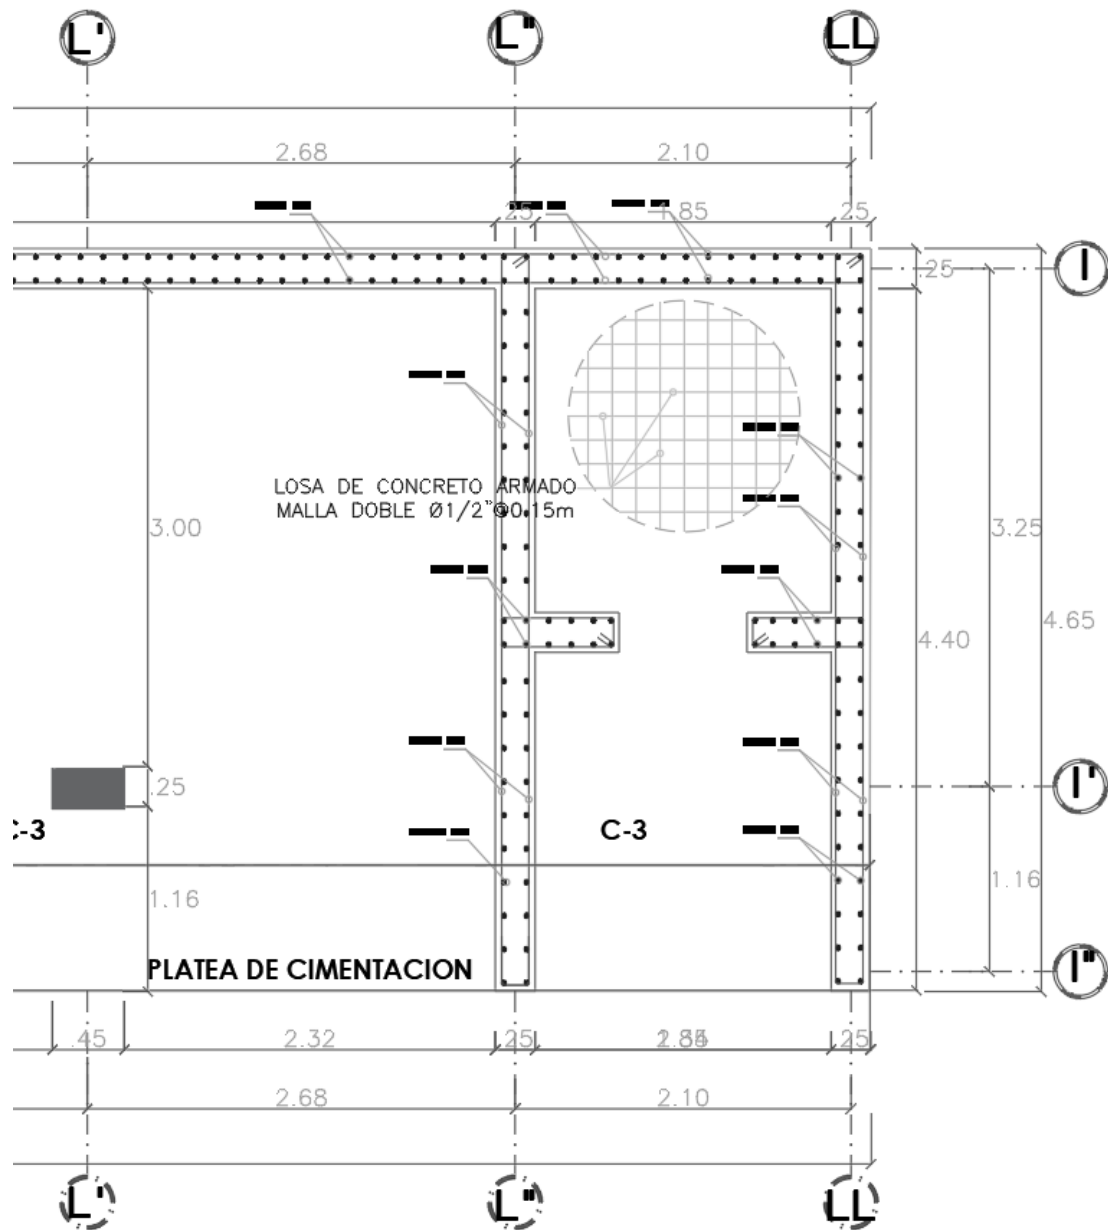 L' L" LL
2.68 2.10
.25 1.85 .25
I
.25
LOSA DE CONCRETO ARMADO
MALLA DOBLE Ø1/2"@0.15m
3.00 3.25
4.40 4.65
.25 I'
C-3 C-3
1.16 1.16
PLATEA DE CIMENTACION
I"
.45 2.32 .25 .25
2.68 2.10
L' L" LL